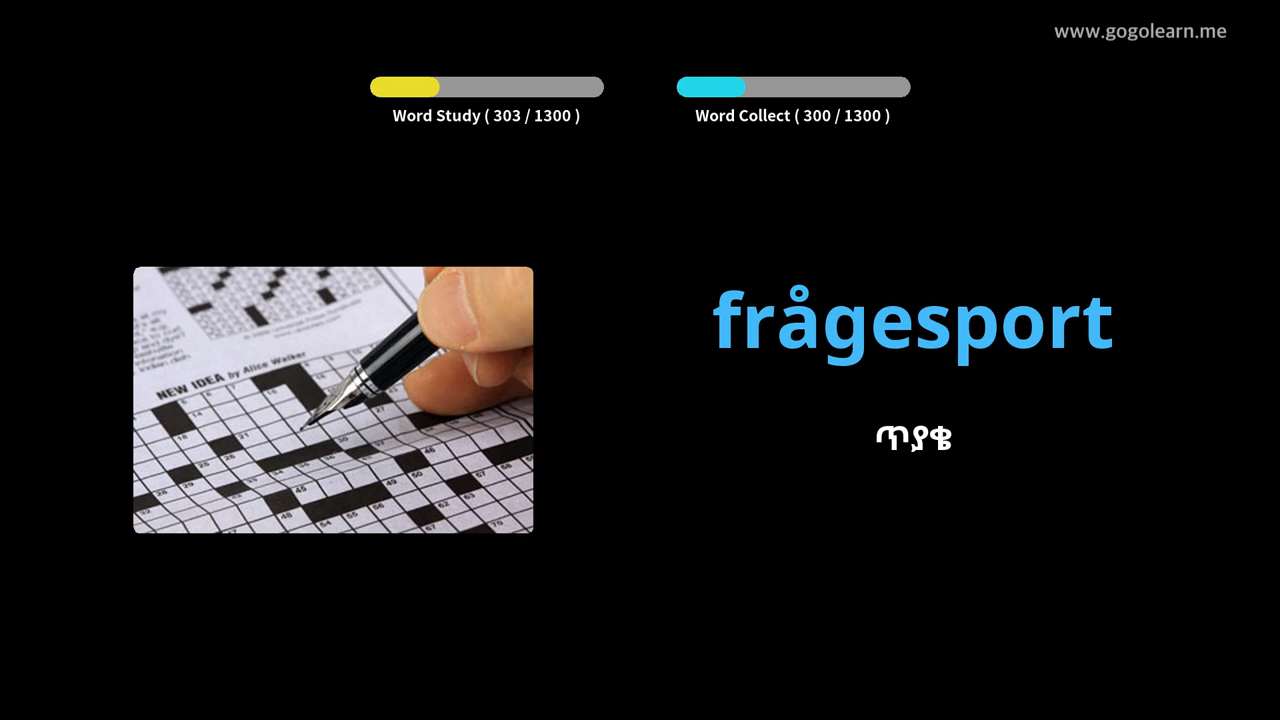 www.gogolearn.me
Word Study ( 303 / 1300 )
Word Collect ( 300 / 1300 )
NEW IDEA by Alice Walker
frågesport
ጥያቄ